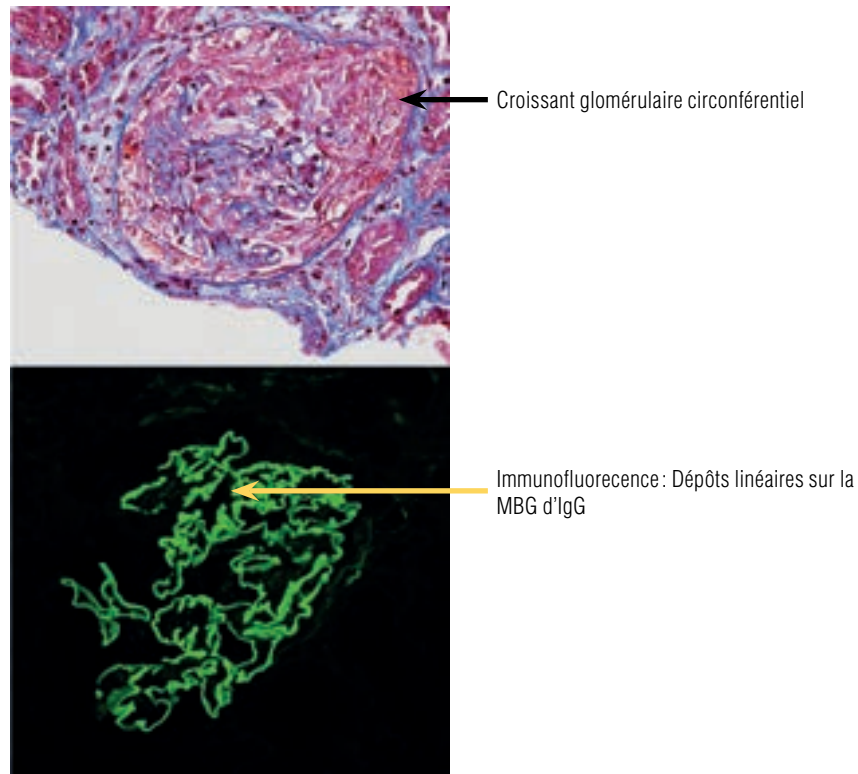 Croissant glomérulaire circonférentiel
Immunofluorecence : Dépôts linéaires sur la
MBG d'IgG